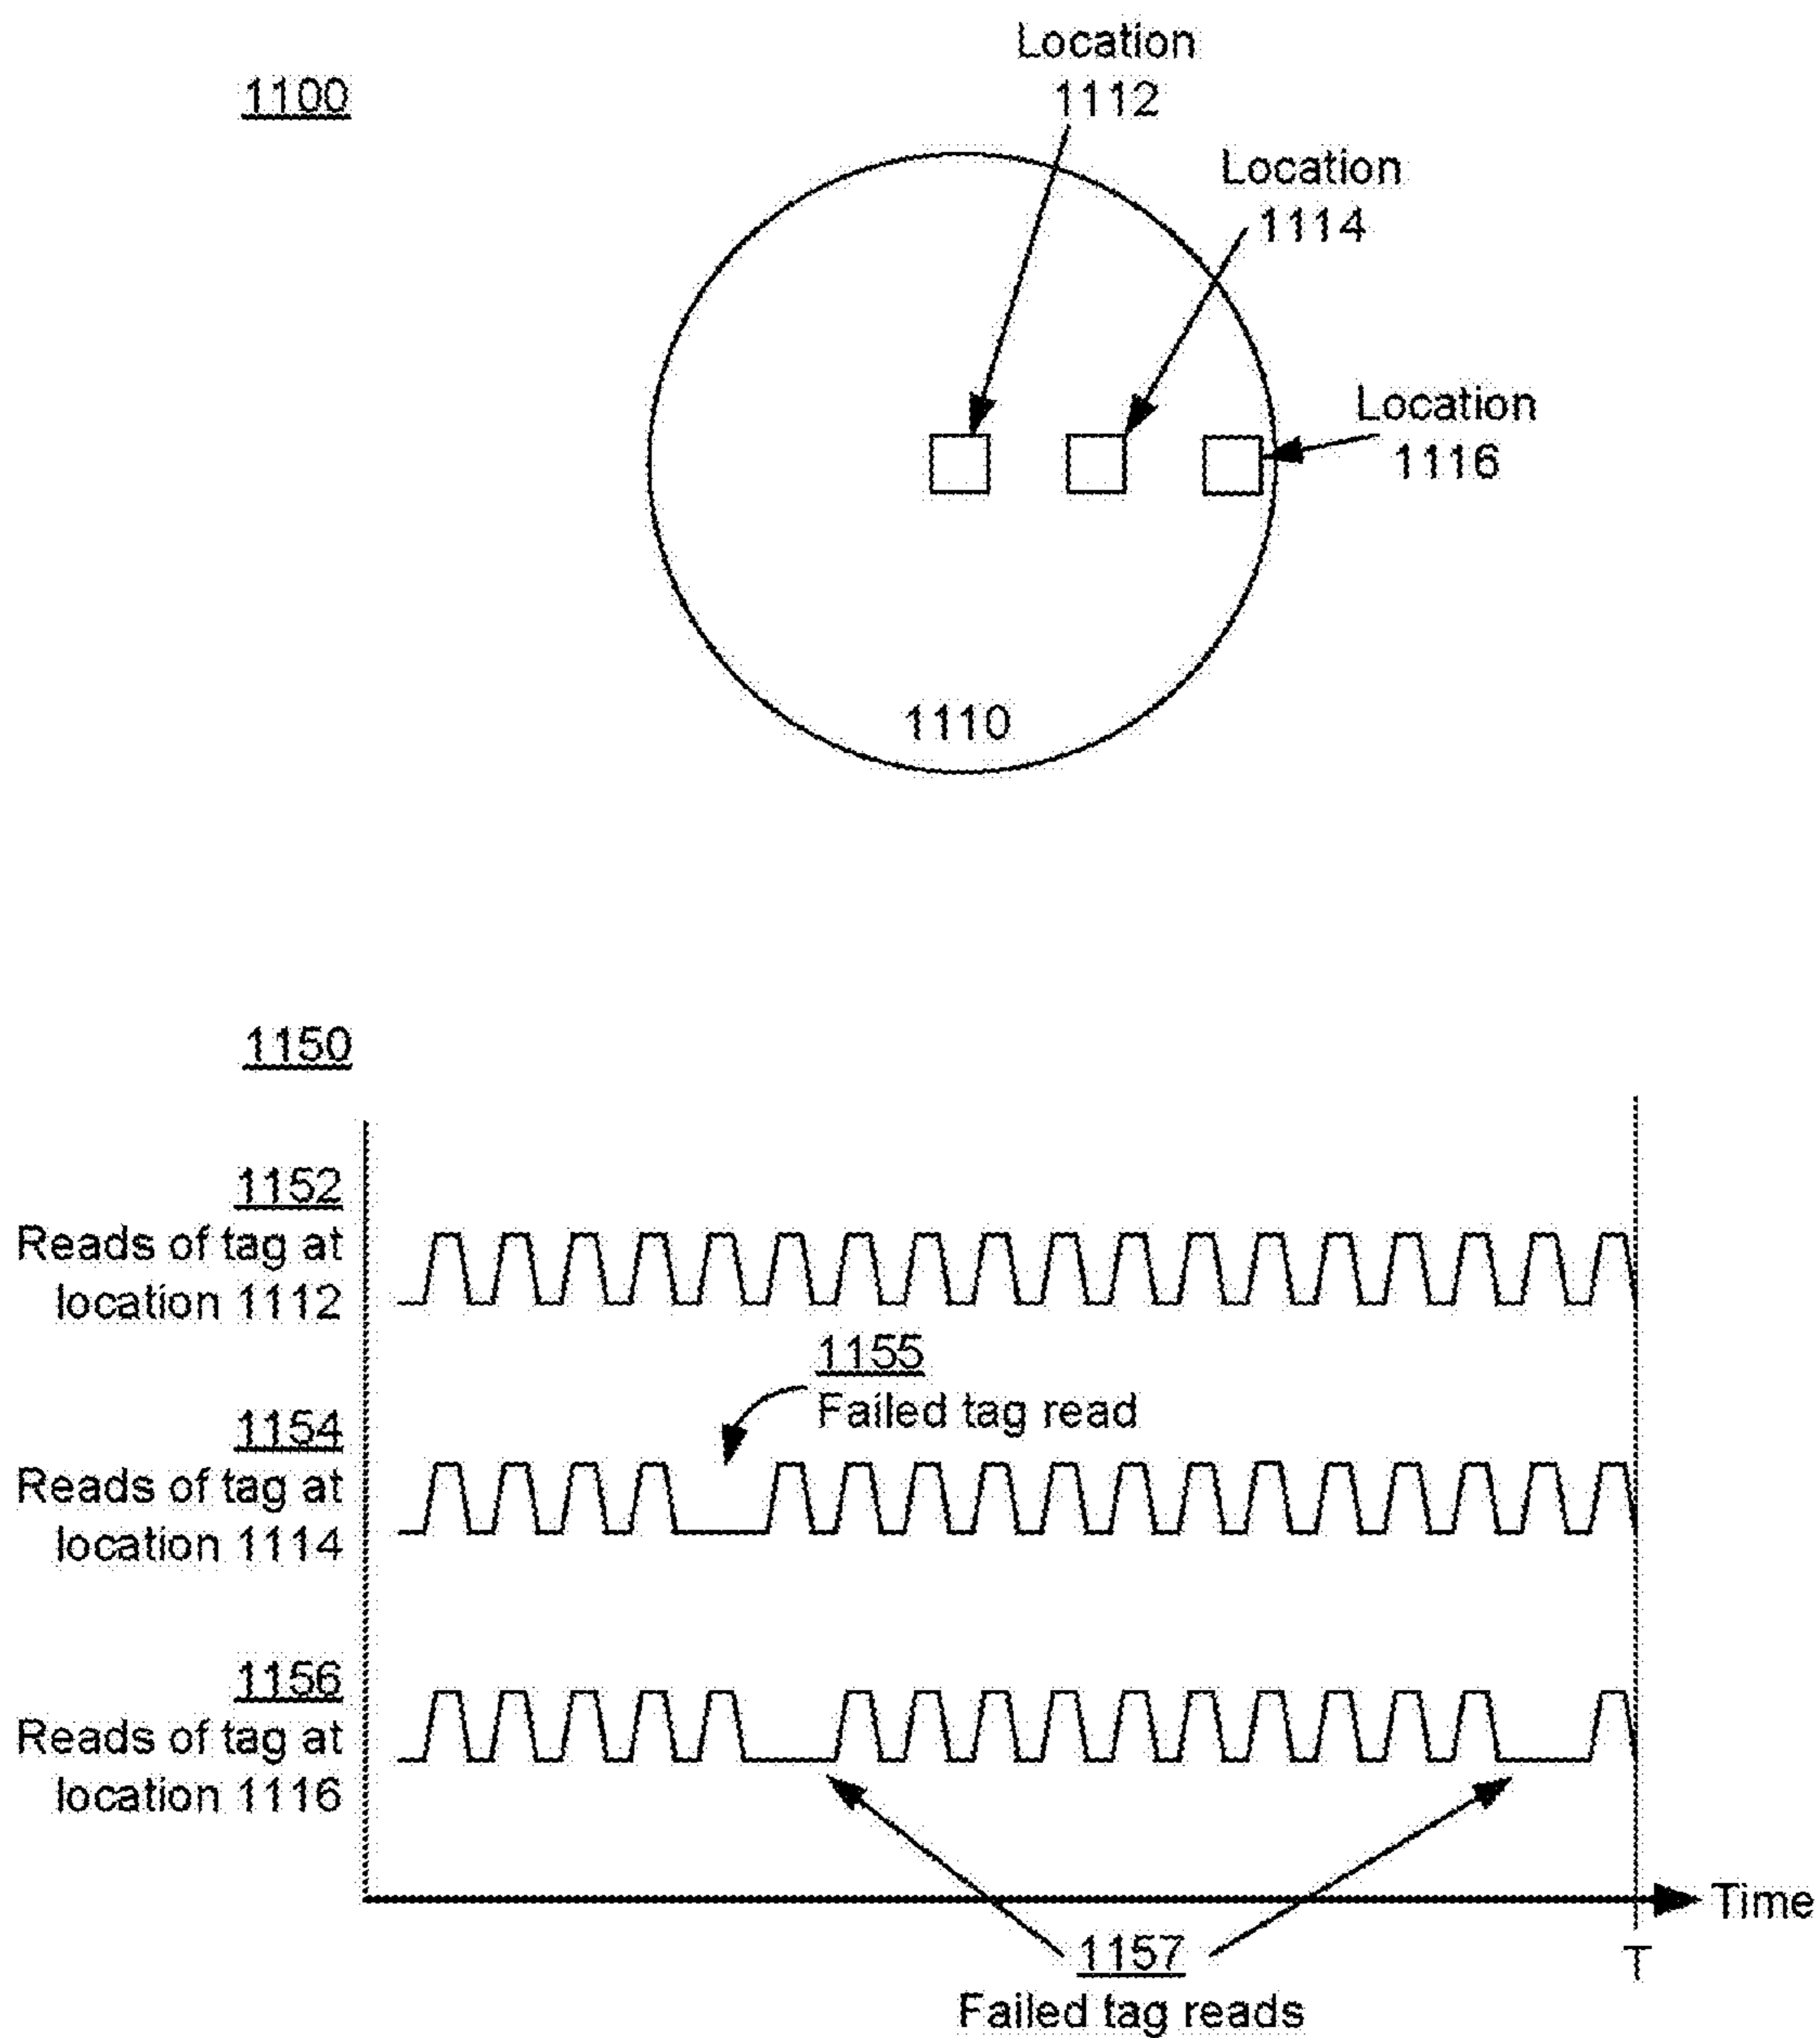 1100
Location
1112
Location
1114
Location
1116
1110
1150
1152
Reads of tag at
location 1112
1155
Failed tag read
1154
Reads of tag at
location 1114
1156
Reads of tag at
location 1116
Time
T
1157
Failed tag reads